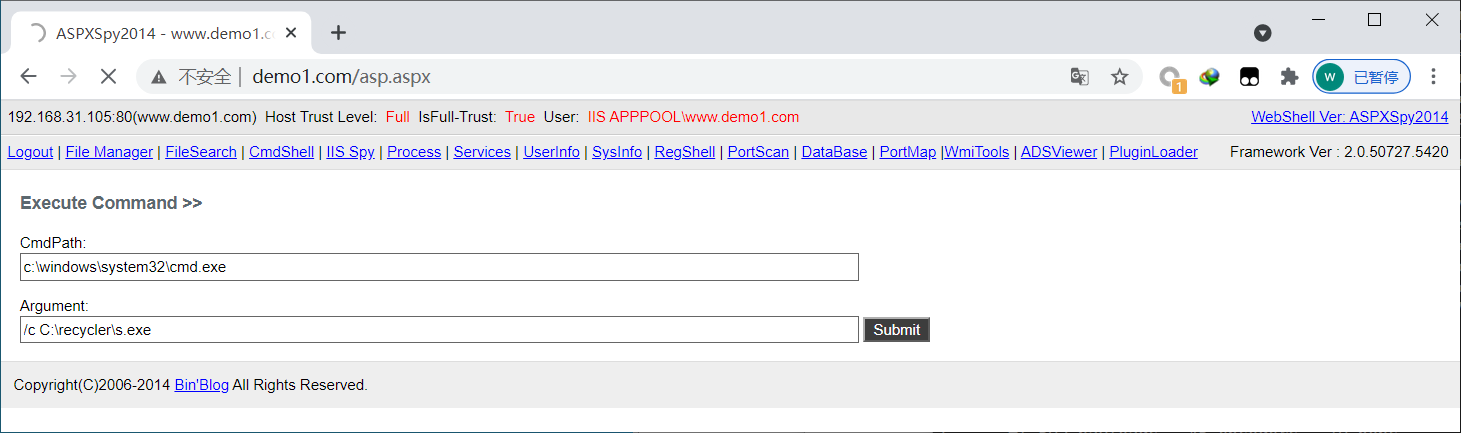 ASPXSpy2014 - www.demo1.c
不安全 | demo1.com/asp.aspx
1
W 已暂停
192.168.31.105:80(www.demo1.com) Host Trust Level: Full IsFull-Trust: True User: IIS APPPOOL\www.demo1.com WebShell Ver: ASPXSpy2014
Logout | File Manager | FileSearch | CmdShell | IIS Spy | Process | Services | UserInfo | SysInfo | RegShell | PortScan | DataBase | PortMap |WmiTools | ADSViewer | PluginLoader Framework Ver : 2.0.50727.5420
Execute Command >>
CmdPath:
c:\windows\system32\cmd.exe
Argument:
/c C:\recycler\s.exe Submit
Copyright(C)2006-2014 Bin'Blog All Rights Reserved.